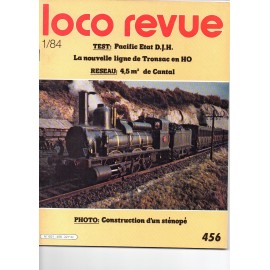 loco revue
1/84
TEST: Pacific Etat D.J.H.
La nouvelle ligne de Transac en HO
RESEAU: 4,5 m² de Cantal
PHOTO: Construction d'un sténopé
456